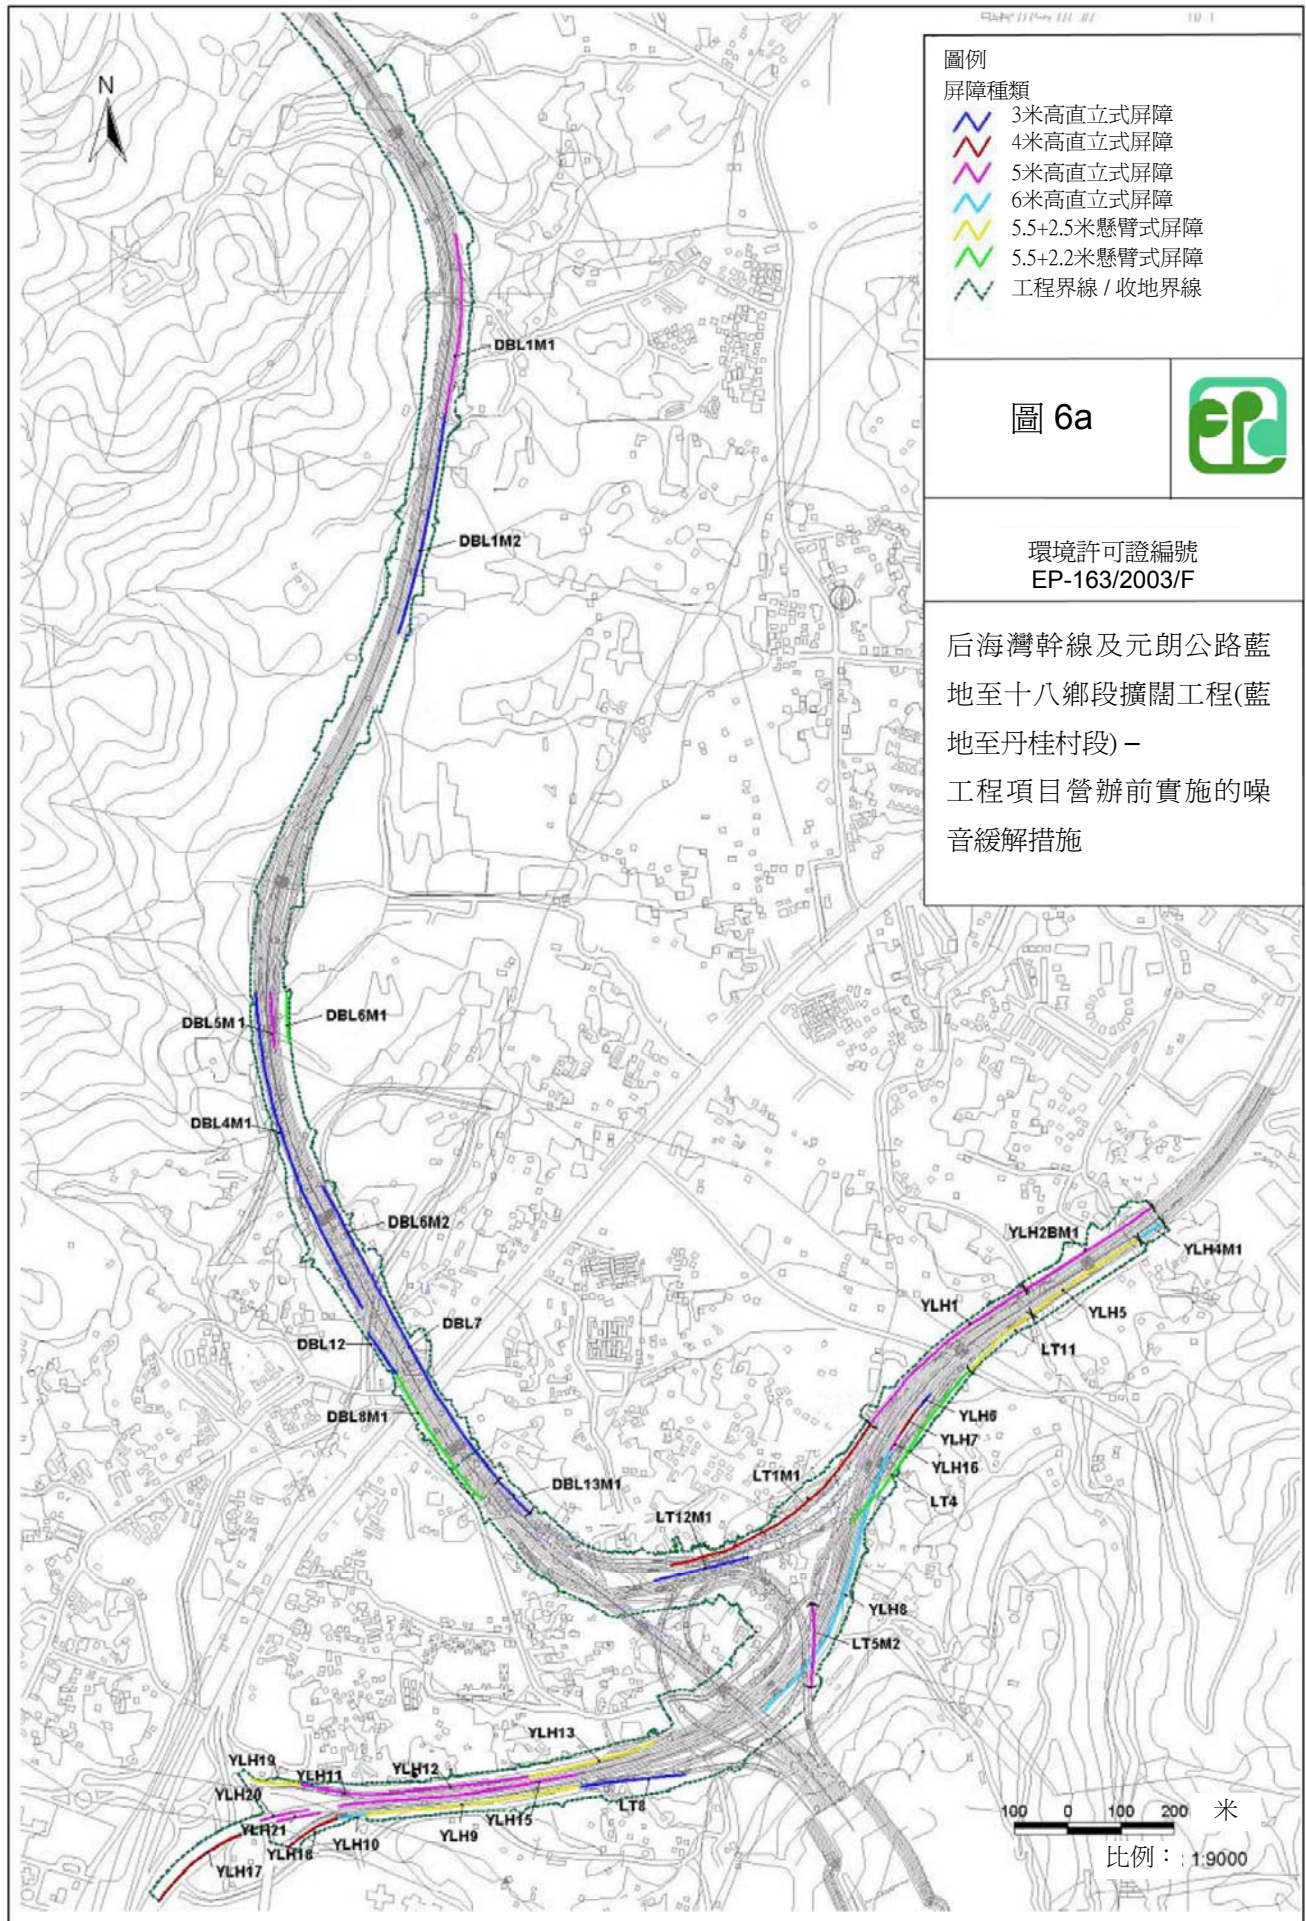 N
圖例
屏障種類
3米高直立式屏障
4米高直立式屏障
5米高直立式屏障
6米高直立式屏障
5.5+2.5米懸臂式屏障
5.5+2.2米懸臂式屏障
工程界線 / 收地界線
圖 6a
環境許可證編號
EP-163/2003/F
后海灣幹線及元朗公路藍
地至十八鄉段擴闊工程(藍
地至丹桂村段) –
工程項目營辦前實施的噪
音緩解措施
DBL1M1
DBL1M2
DBL5M1
DBL6M1
DBL4M1
DBL6M2
DBL7
DBL12
DBL8M1
DBL13M1
YLH2BM1
YLH4M1
YLH1
YLH5
LT11
YLH6
YLH7
YLH16
LT4
LT1M1
LT12M1
YLH8
LT5M2
YLH13
YLH19
YLH11
YLH12
YLH20
LT8
YLH15
YLH21
YLH10
YLH9
YLH18
YLH17
100 0 100 200 米
比例： : 1:9000